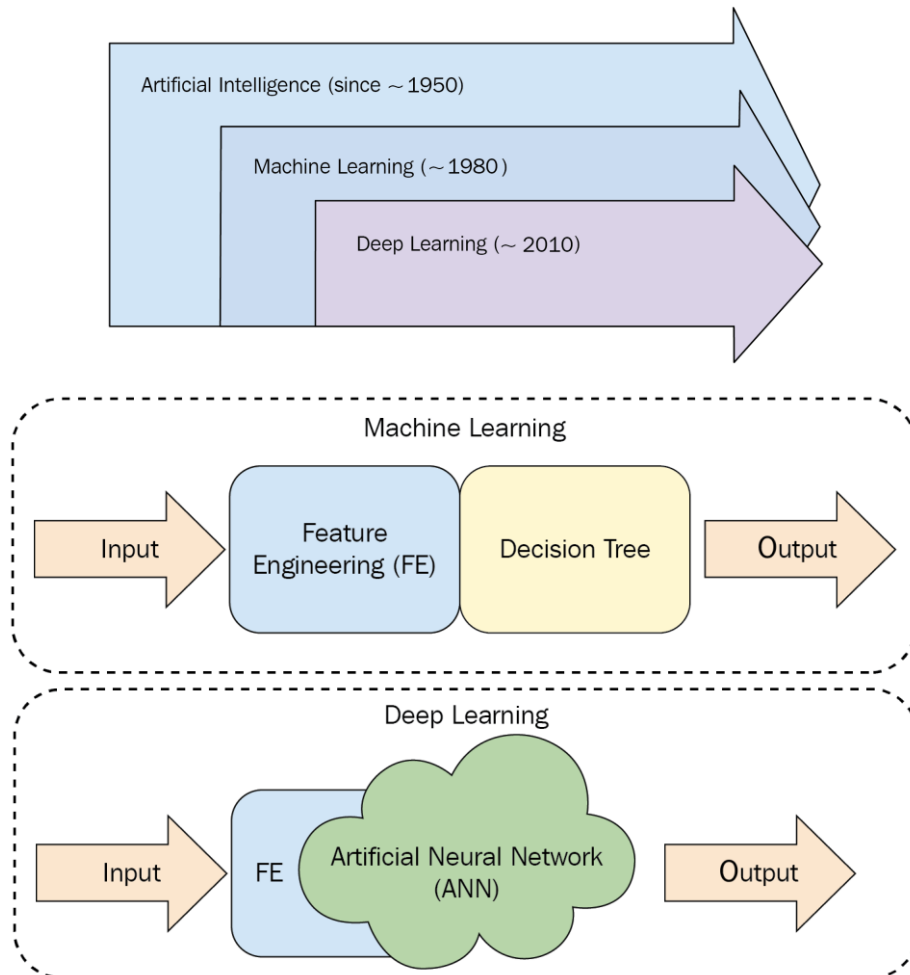 Artificial Intelligence (since ~ 1950)
Machine Learning (~ 1980)
Deep Learning (~ 2010)
Machine Learning
Input
Feature
Engineering (FE)
Decision Tree
Output
Deep Learning
Input
FE
Artificial Neural Network
(ANN)
Output